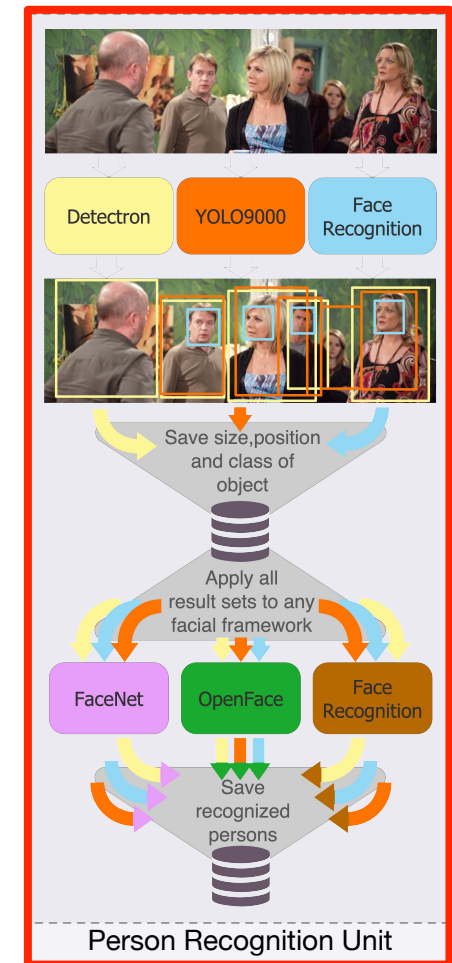 Detectron
YOLO9000
Face
Recognition
Save size,position
and class of
object
Apply all
result sets to any
facial framework
FaceNet
OpenFace
Face
Recognition
Save
recognized
persons
Person Recognition Unit